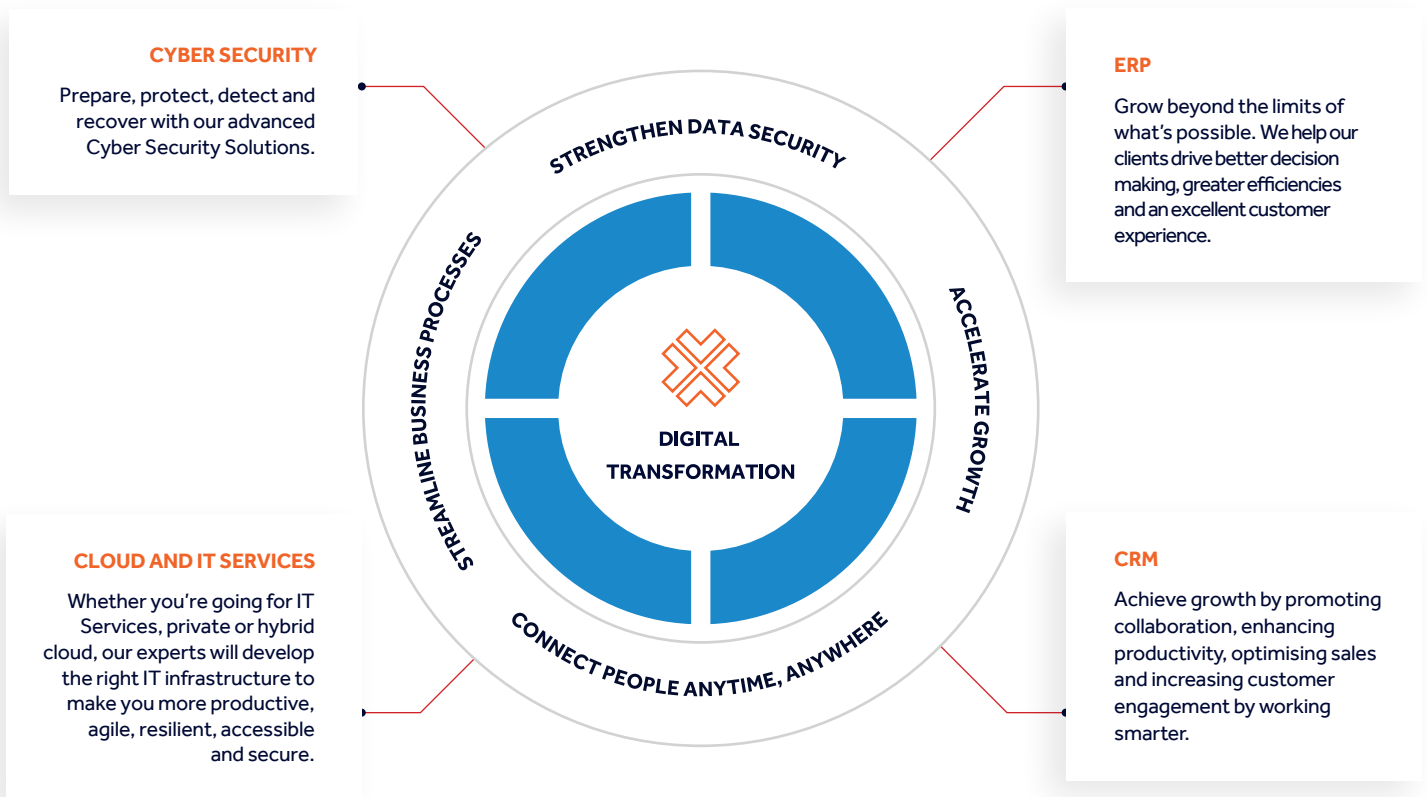 CYBER SECURITY
Prepare, protect, detect and
recover with our advanced
Cyber Security Solutions.
ERP
Grow beyond the limits of
what's possible. We help our
clients drive better decision
making, greater efficiencies
and an excellent customer
experience.
STRENGTHEN DATA SECURITY
STREAMLINE BUSINESS PROCESSES
ACCELERATE GROWTH
DIGITAL
TRANSFORMATION
CONNECT PEOPLE ANYTIME, ANYWHERE
CLOUD AND IT SERVICES
Whether you're going for IT
Services, private or hybrid
cloud, our experts will develop
the right IT infrastructure to
make you more productive,
agile, resilient, accessible
and secure.
CRM
Achieve growth by promoting
collaboration, enhancing
productivity, optimising sales
and increasing customer
engagement by working
smarter.